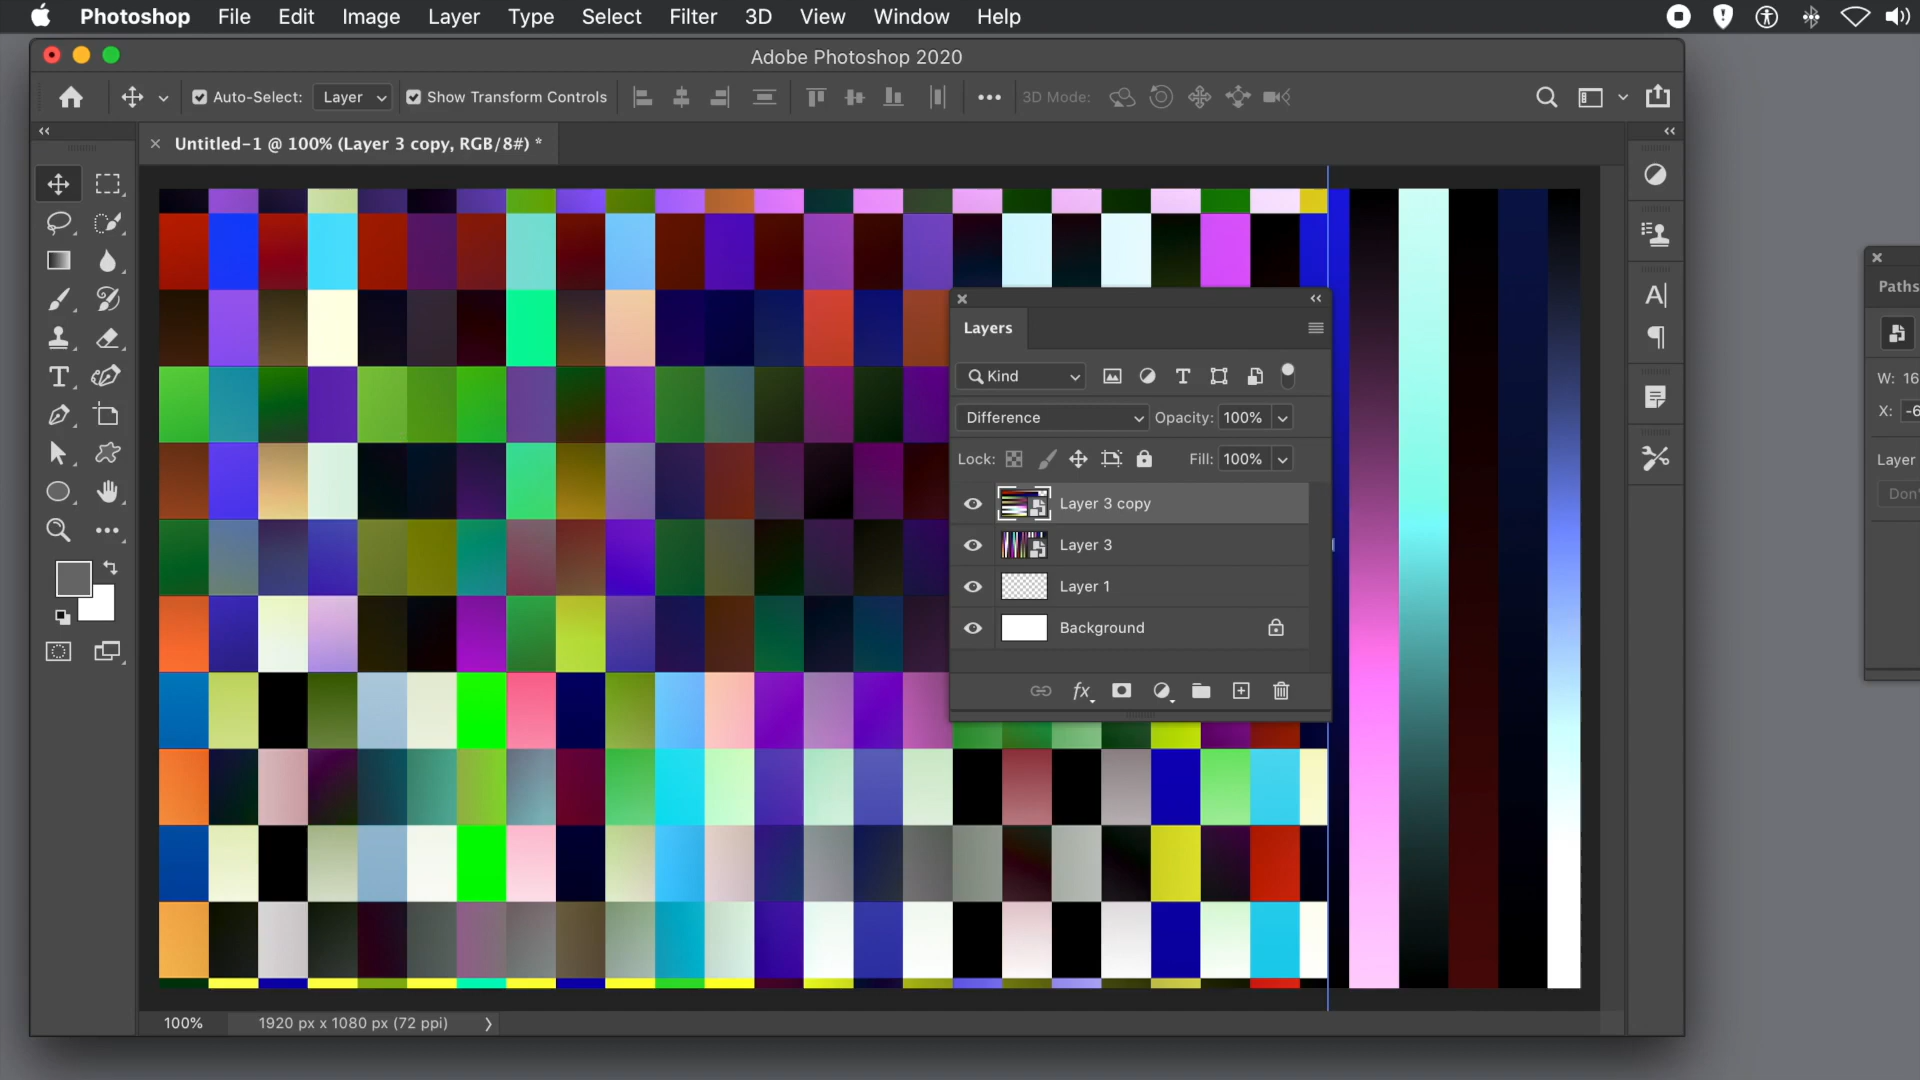 Photoshop File Edit Image Layer Type Select Filter 3D View Window Help
Adobe Photoshop 2020
Auto-Select: Layer Show Transform Controls 3D Mode:
Untitled-1 @ 100% (Layer 3 copy, RGB/8#) *
Layers
Kind
Difference Opacity: 100%
Lock: Fill: 100%
Layer 3 copy
Layer 3
Layer 1
Background
fx
Paths
W: 16
X: -6
Layer
Don'
100% 1920 px x 1080 px (72 ppi)